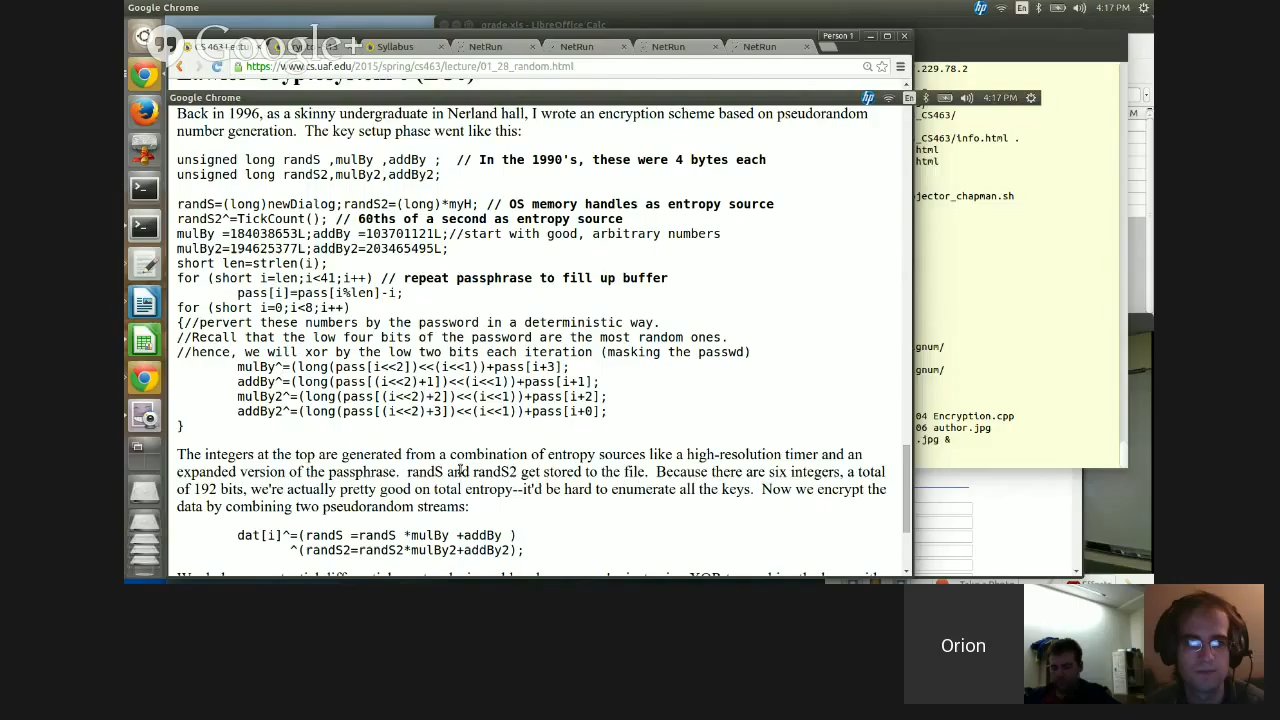 Google Chrome
En
4:17 PM
grade.xls - LibreOffice Calc
Google+
Person 1
Syllabus
NetRun
NetRun
NetRun
NetRun
https://www.cs.uaf.edu/2015/spring/cs463/lecture/01_28_random.html
Google Chrome
En
4:17 PM
Back in 1996, as a skinny undergraduate in Nerland hall, I wrote an encryption scheme based on pseudorandom
number generation. The key setup phase went like this:
unsigned long randS ,mulBy ,addBy ; // In the 1990's, these were 4 bytes each
unsigned long randS2,mulBy2,addBy2;
randS=(long)newDialog;randS2=(long)*myH; // OS memory handles as entropy source
randS2^=TickCount(); // 60ths of a second as entropy source
mulBy =184038653L;addBy =103701121L;//start with good, arbitrary numbers
mulBy2=194625377L;addBy2=203465495L;
short len=strlen(i);
for (short i=len;i<41;i++) // repeat passphrase to fill up buffer
pass[i]=pass[i%len]-i;
for (short i=0;i<8;i++)
{//pervert these numbers by the password in a deterministic way.
//Recall that the low four bits of the password are the most random ones.
//hence, we will xor by the low two bits each iteration (masking the passwd)
mulBy^=(long(pass[i<<2])<<(i<<1))+pass[i+3];
addBy^=(long(pass[(i<<2)+1])<<(i<<1))+pass[i+1];
mulBy2^=(long(pass[(i<<2)+2])<<(i<<1))+pass[i+2];
addBy2^=(long(pass[(i<<2)+3])<<(i<<1))+pass[i+0];
}
The integers at the top are generated from a combination of entropy sources like a high-resolution timer and an
expanded version of the passphrase. randS and randS2 get stored to the file. Because there are six integers, a total
of 192 bits, we're actually pretty good on total entropy--it'd be hard to enumerate all the keys. Now we encrypt the
data by combining two pseudorandom streams:
dat[i]^=(randS =randS *mulBy +addBy )
^(randS2=randS2*mulBy2+addBy2);
.229.78.2
_CS463/
_CS463/info.html .
html
html
ojector_chapman.sh
gnum/
gnum/
04 Encryption.cpp
06 author.jpg
.jpg &
M
Orion